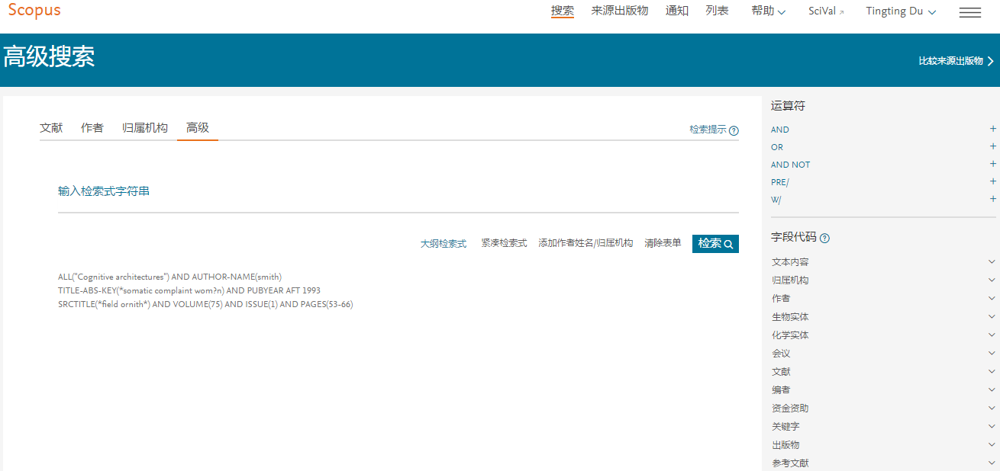 Scopus
搜索 来源出版物 通知 列表 帮助 SciVal Tingting Du
高级搜索
比较来源出版物
文献 作者 归属机构 高级
检索提示
输入检索式字符串
大纲检索式 紧凑检索式 添加作者姓名/归属机构 清除表单 检索
ALL("Cognitive architectures") AND AUTHOR-NAME(smith)
TITLE-ABS-KEY(*somatic complaint wom?n) AND PUBYEAR AFT 1993
SRCTITLE(*field ornith*) AND VOLUME(75) AND ISSUE(1) AND PAGES(53-66)
运算符
AND +
OR +
AND NOT +
PRE/ +
W/ +
字段代码
文本内容
归属机构
作者
生物实体
化学实体
会议
文献
编者
资金资助
关键字
出版物
参考文献